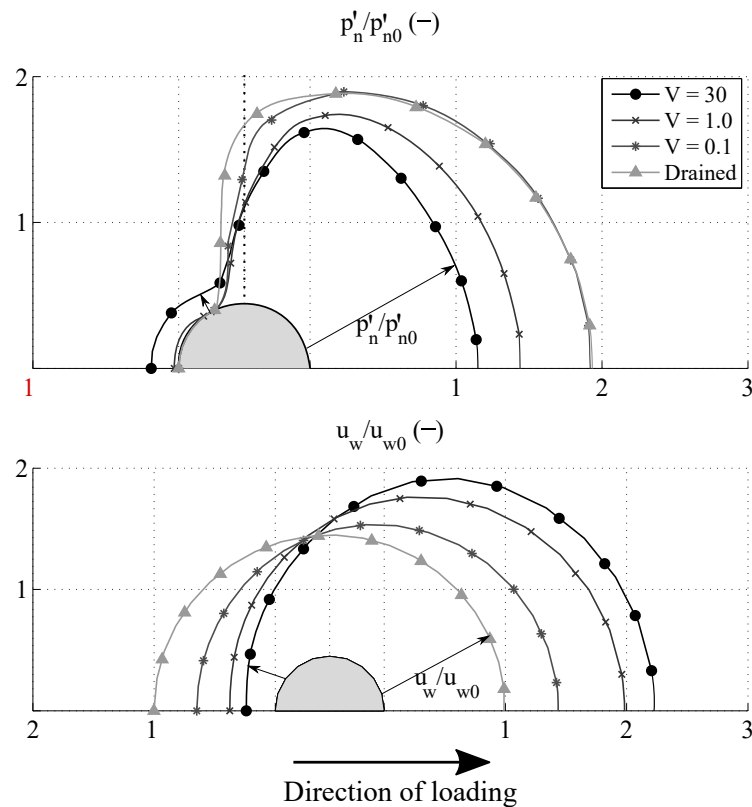 p'n/p'n0 (–)
2
1
V = 30
V = 1.0
V = 0.1
Drained
p'n/p'n0
1
1
2
3
uw/uw0 (–)
2
1
uw/uw0
2
1
1
2
3
Direction of loading